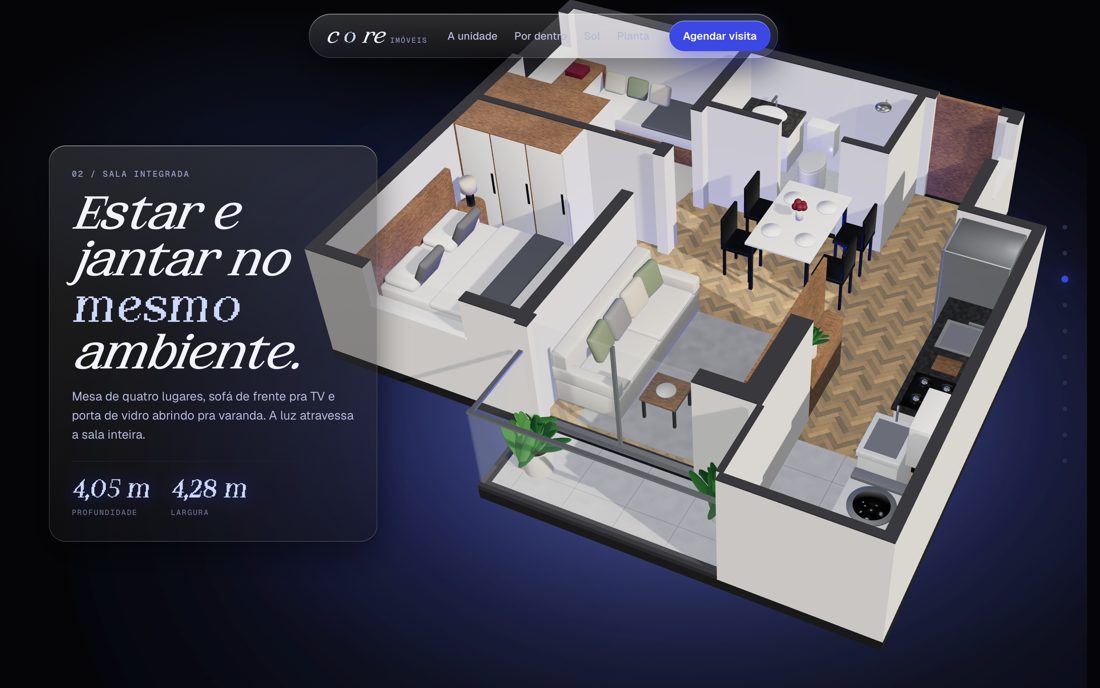 core IMÓVEIS A unidade Por dentro Sol Planta Agendar visita
02 / SALA INTEGRADA
Estar e
jantar no
mesmo
ambiente.
Mesa de quatro lugares, sofá de frente pra TV e
porta de vidro abrindo pra varanda. A luz atravessa
a sala inteira.
4,05 m 4,28 m
PROFUNDIDADE LARGURA